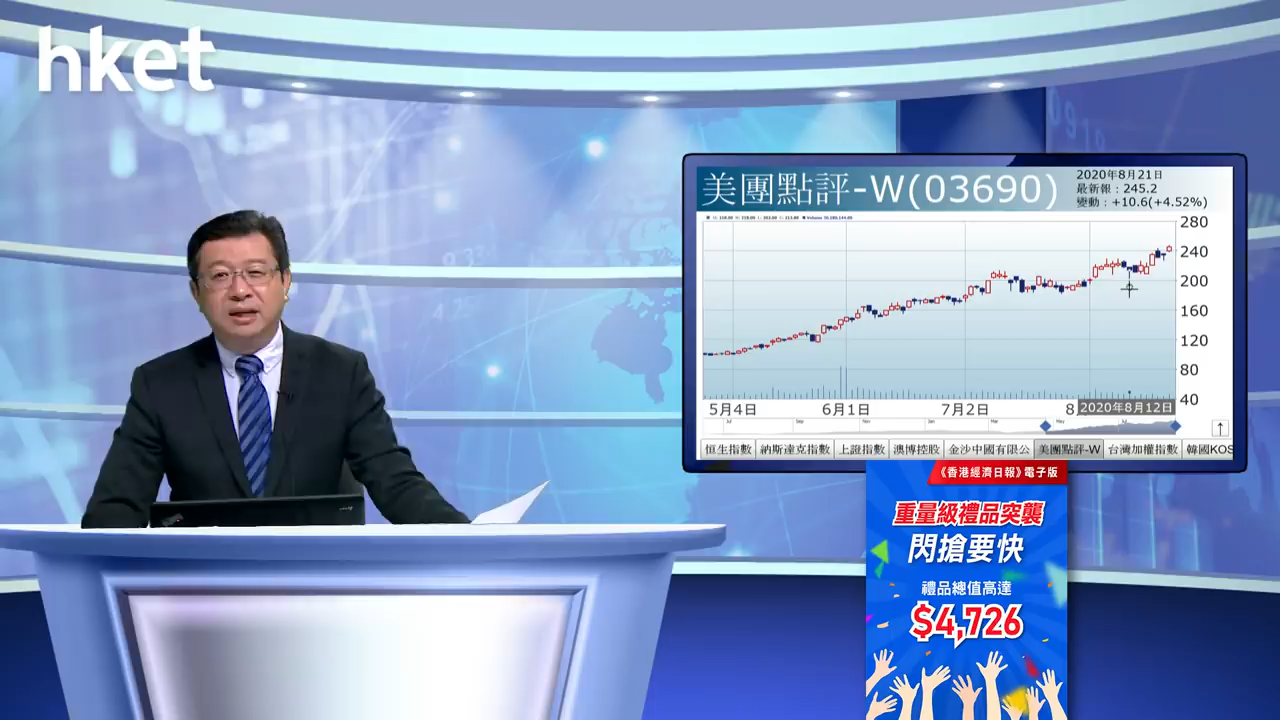 hket
美團點評-W(03690)
2020年8月21日
最新報：245.2
變動：+10.6(+4.52%)
280
240
200
160
120
80
40
5月4日
6月1日
7月2日
8
2020年8月12日
恒生指數
納斯達克指數
上證指數
澳博控股
金沙中國有限公
美團點評-W
台灣加權指數
韓國KOS
《香港經濟日報》電子版
重量級禮品突襲
閃搶要快
禮品總值高達
$4,726